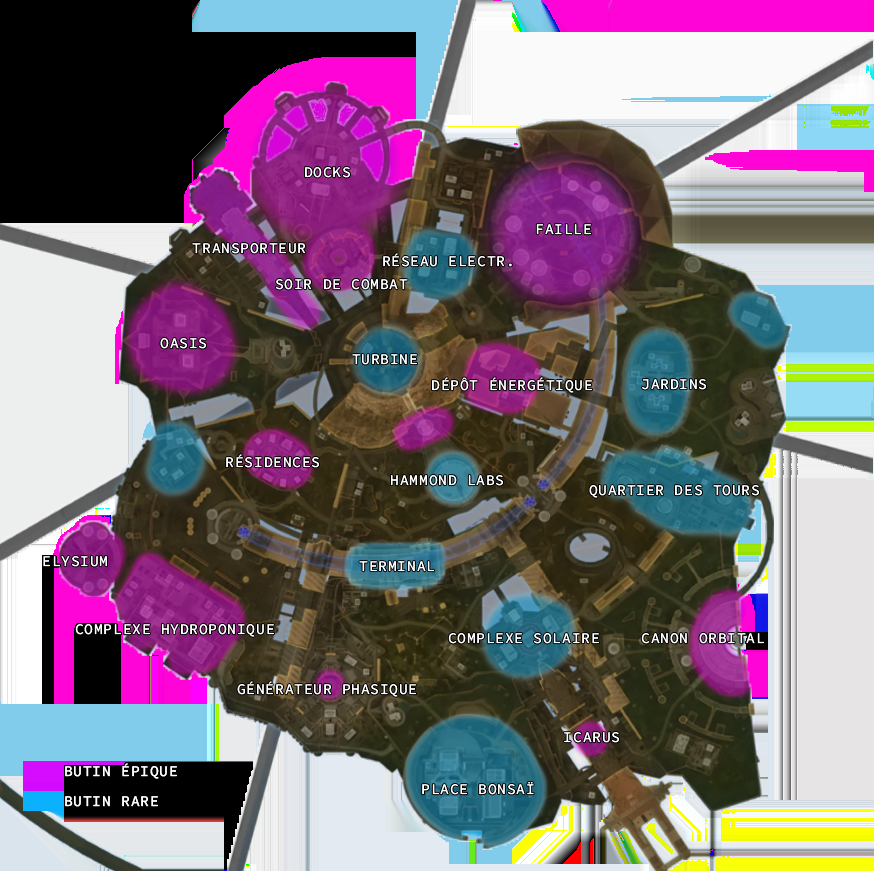 DOCKS
FAILLE
TRANSPORTEUR
RÉSEAU ELECTR.
SOIR DE COMBAT
OASIS
TURBINE
DÉPÔT ÉNERGÉTIQUE
JARDINS
RÉSIDENCES
HAMMOND LABS
QUARTIER DES TOURS
ELYSIUM
TERMINAL
COMPLEXE HYDROPONIQUE
COMPLEXE SOLAIRE
CANON ORBITAL
GÉNÉRATEUR PHASIQUE
ICARUS
PLACE BONSAÏ
BUTIN ÉPIQUE
BUTIN RARE